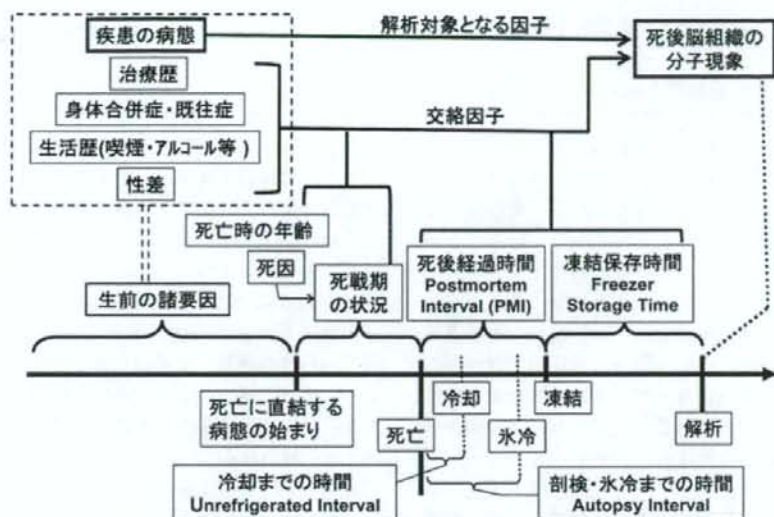 疾患の病態
解析対象となる因子
死後脳組織の
分子現象
治療歴
身体合併症・既往症
生活歴(喫煙・アルコール等 )
性差
交絡因子
死亡時の年齢
死因
死戦期
の状況
死後経過時間
Postmortem
Interval (PMI)
凍結保存時間
Freezer
Storage Time
生前の諸要因
死亡に直結する
病態の始まり
死亡
冷却
氷冷
凍結
解析
冷却までの時間
Unrefrigerated Interval
剖検・氷冷までの時間
Autopsy Interval